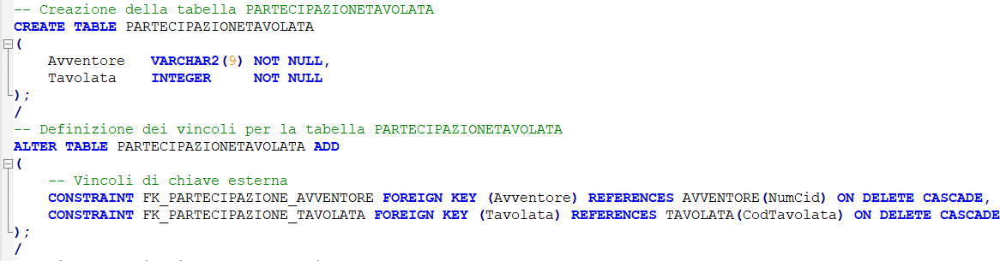 -- Creazione della tabella PARTECIPAZIONETAVOLATA
CREATE TABLE PARTECIPAZIONETAVOLATA
(
    Avventore   VARCHAR2(9) NOT NULL,
    Tavolata    INTEGER     NOT NULL
);
/
-- Definizione dei vincoli per la tabella PARTECIPAZIONETAVOLATA
ALTER TABLE PARTECIPAZIONETAVOLATA ADD
(
    -- Vincoli di chiave esterna
    CONSTRAINT FK_PARTECIPAZIONE_AVVENTORE FOREIGN KEY (Avventore) REFERENCES AVVENTORE(NumCid) ON DELETE CASCADE,
    CONSTRAINT FK_PARTECIPAZIONE_TAVOLATA FOREIGN KEY (Tavolata) REFERENCES TAVOLATA(CodTavolata) ON DELETE CASCADE
);
/